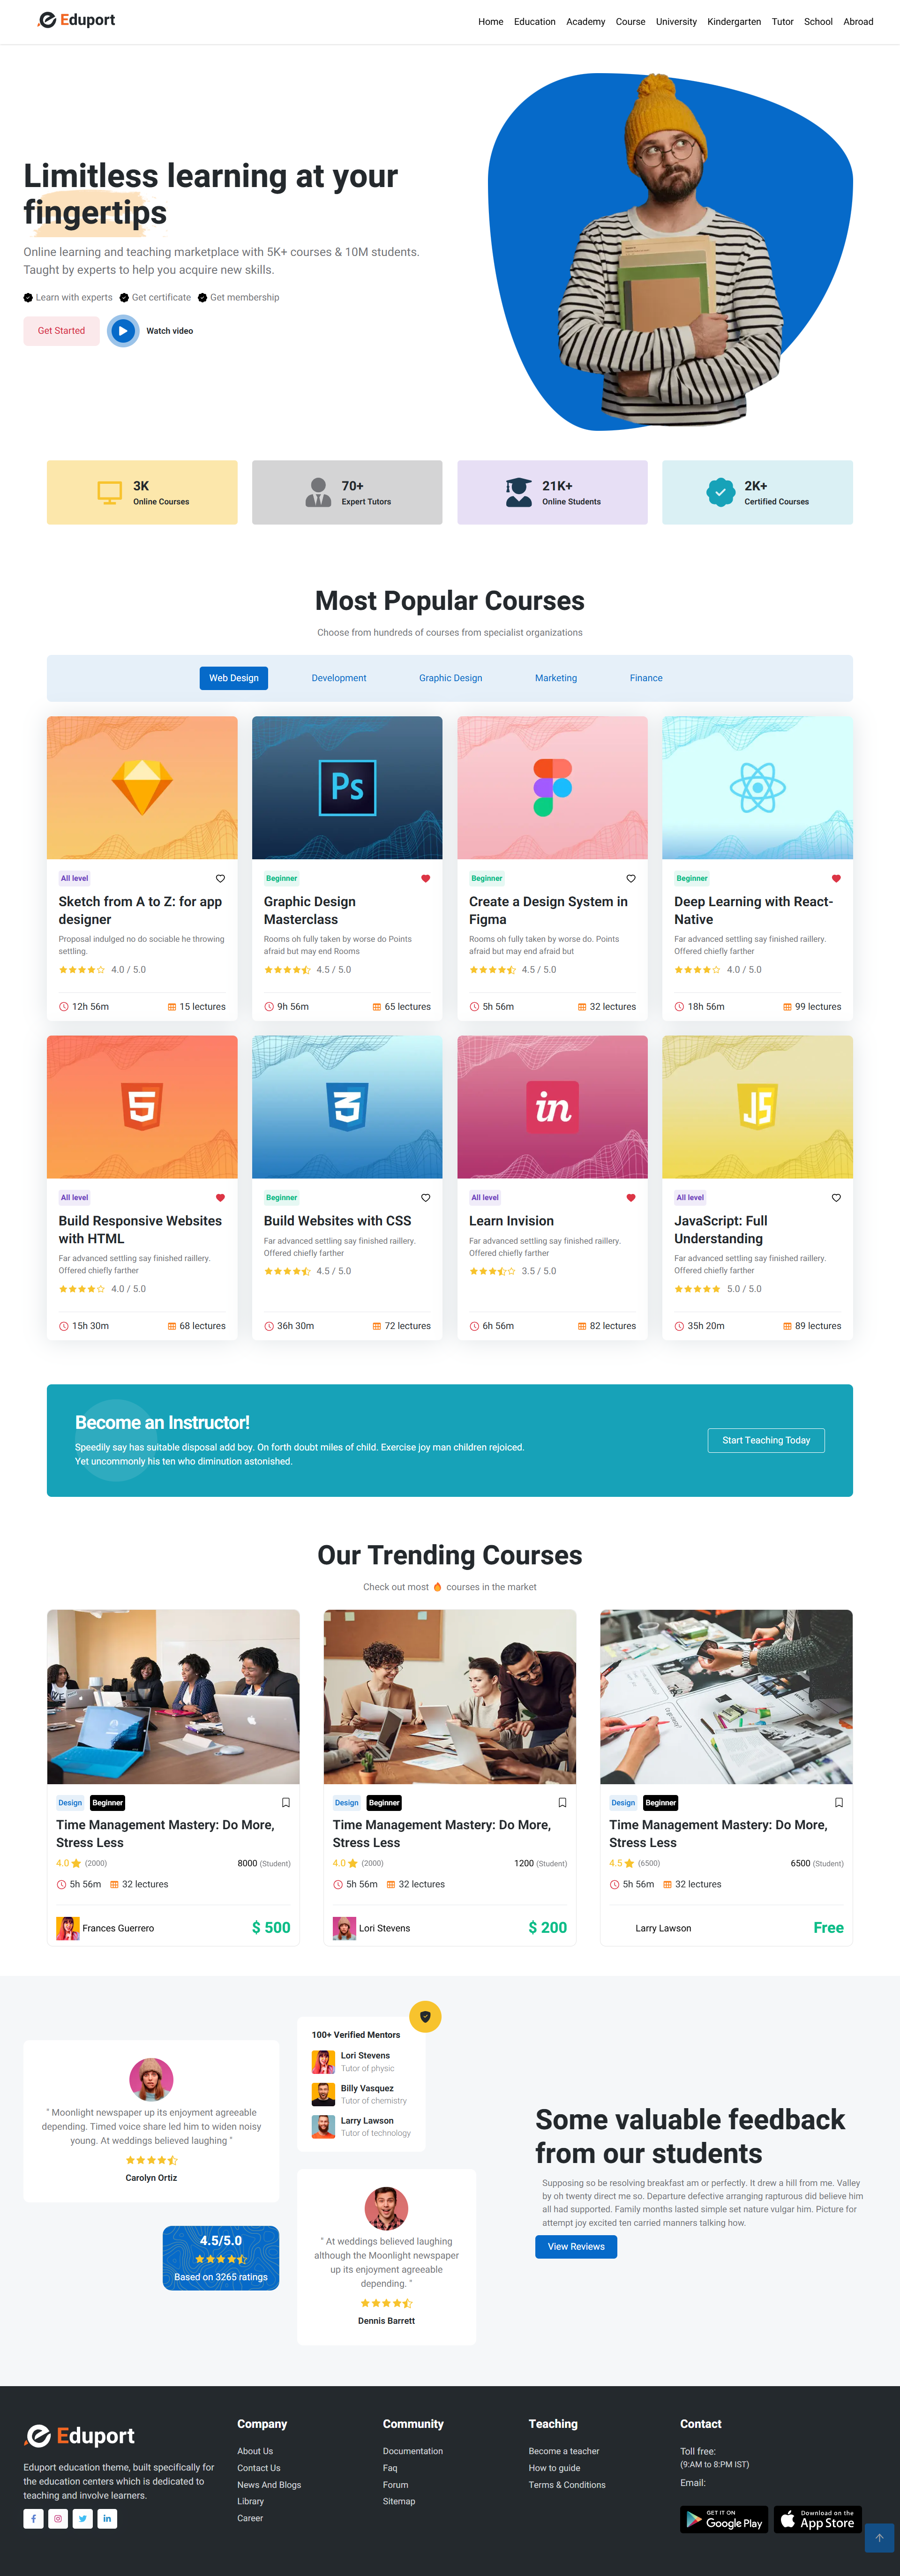 Eduport
Home Education Academy Course University Kindergarten Tutor School Abroad
Limitless learning at your
fingertips
Online learning and teaching marketplace with 5K+ courses & 10M students.
Taught by experts to help you acquire new skills.
Learn with experts Get certificate Get membership
Get Started Watch video
3K
Online Courses
70+
Expert Tutors
21K+
Online Students
2K+
Certified Courses
Most Popular Courses
Choose from hundreds of courses from specialist organizations
Web Design Development Graphic Design Marketing Finance
All level
Sketch from A to Z: for app
designer
Proposal indulged no do sociable he throwing
settling.
4.0 / 5.0
12h 56m 15 lectures
Ps
Beginner
Graphic Design
Masterclass
Rooms oh fully taken by worse do Points
afraid but may end Rooms
4.5 / 5.0
9h 56m 65 lectures
Beginner
Create a Design System in
Figma
Rooms oh fully taken by worse do. Points
afraid but may end afraid but
4.5 / 5.0
5h 56m 32 lectures
Beginner
Deep Learning with React-
Native
Far advanced settling say finished raillery.
Offered chiefly farther
4.0 / 5.0
18h 56m 99 lectures
5
All level
Build Responsive Websites
with HTML
Far advanced settling say finished raillery.
Offered chiefly farther
4.0 / 5.0
15h 30m 68 lectures
3
Beginner
Build Websites with CSS
Far advanced settling say finished raillery.
Offered chiefly farther
4.5 / 5.0
36h 30m 72 lectures
in
All level
Learn Invision
Far advanced settling say finished raillery.
Offered chiefly farther
3.5 / 5.0
6h 56m 82 lectures
JS
All level
JavaScript: Full
Understanding
Far advanced settling say finished raillery.
Offered chiefly farther
5.0 / 5.0
35h 20m 89 lectures
Become an Instructor!
Speedily say has suitable disposal add boy. On forth doubt miles of child. Exercise joy man children rejoiced.
Yet uncommonly his ten who diminution astonished.
Start Teaching Today
Our Trending Courses
Check out most courses in the market
Design Beginner
Time Management Mastery: Do More,
Stress Less
4.0 (2000) 8000 (Student)
5h 56m 32 lectures
Frances Guerrero $ 500
Design Beginner
Time Management Mastery: Do More,
Stress Less
4.0 (2000) 1200 (Student)
5h 56m 32 lectures
Lori Stevens $ 200
Design Beginner
Time Management Mastery: Do More,
Stress Less
4.5 (6500) 6500 (Student)
5h 56m 32 lectures
Larry Lawson Free
" Moonlight newspaper up its enjoyment agreeable
depending. Timed voice share led him to widen noisy
young. At weddings believed laughing "
Carolyn Ortiz
4.5/5.0
Based on 3265 ratings
100+ Verified Mentors
Lori Stevens
Tutor of physic
Billy Vasquez
Tutor of chemistry
Larry Lawson
Tutor of technology
" At weddings believed laughing
although the Moonlight newspaper
up its enjoyment agreeable
depending. "
Dennis Barrett
Some valuable feedback
from our students
Supposing so be resolving breakfast am or perfectly. It drew a hill from me. Valley
by oh twenty direct me so. Departure defective arranging rapturous did believe him
all had supported. Family months lasted simple set nature vulgar him. Picture for
attempt joy excited ten carried manners talking how.
View Reviews
Eduport
Eduport education theme, built specifically for
the education centers which is dedicated to
teaching and involve learners.
Company
About Us
Contact Us
News And Blogs
Library
Career
Community
Documentation
Faq
Forum
Sitemap
Teaching
Become a teacher
How to guide
Terms & Conditions
Contact
Toll free:
(9:AM to 8:PM IST)
Email:
GET IT ON
Google Play
Download on the
App Store